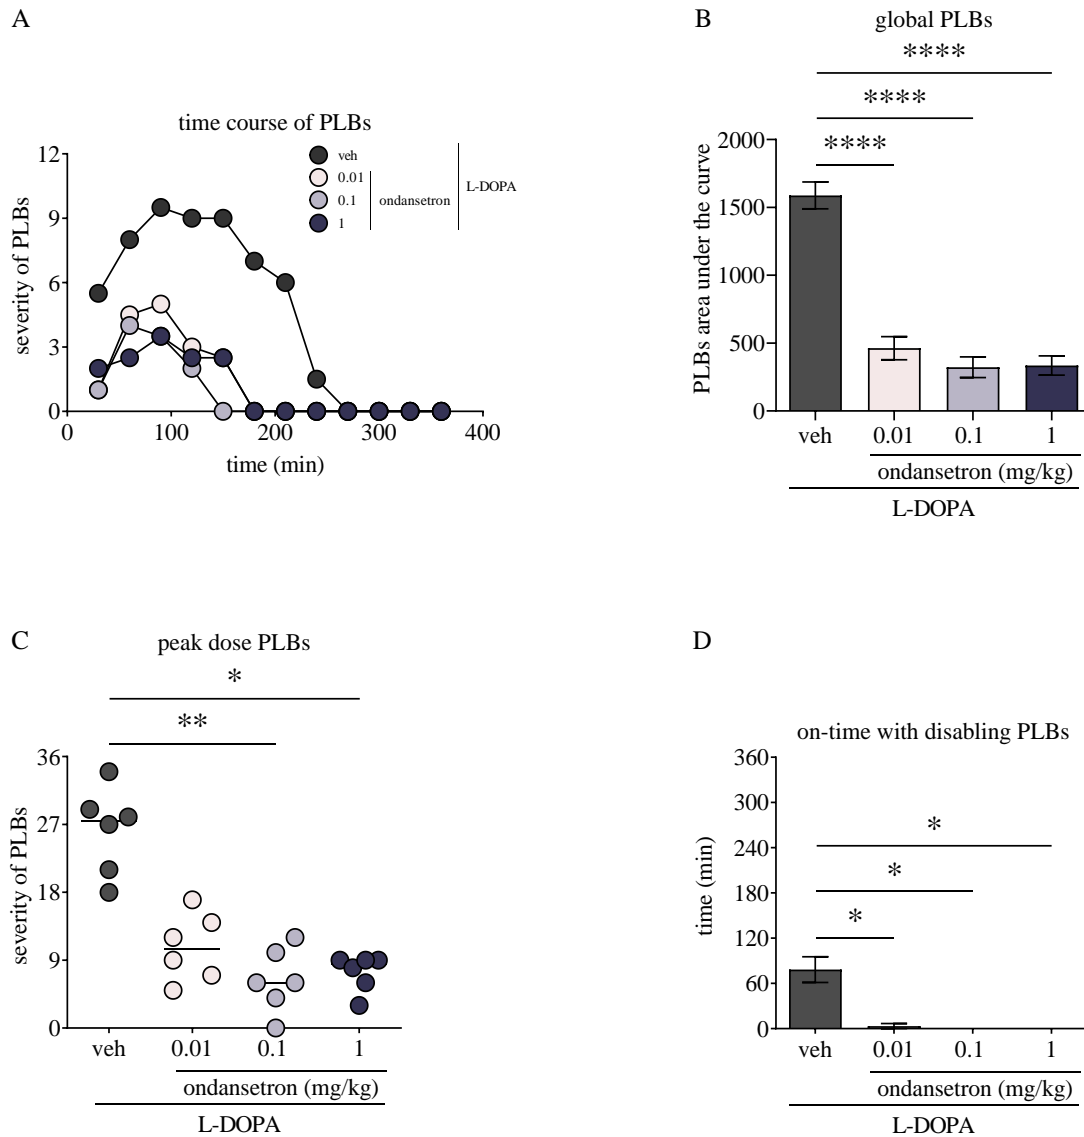 A
time course of PLBs
severity of PLBs
12
9
6
3
0
0 100 200 300 400
time (min)
veh
0.01
0.1
1
ondansetron
L-DOPA
B
global PLBs
****
****
****
PLBs area under the curve
2000
1500
1000
500
0
veh 0.01 0.1 1
ondansetron (mg/kg)
L-DOPA
C
peak dose PLBs
*
**
severity of PLBs
36
27
18
9
0
veh 0.01 0.1 1
ondansetron (mg/kg)
L-DOPA
D
on-time with disabling PLBs
time (min)
360
300
240
180
120
60
0
*
*
*
veh 0.01 0.1 1
ondansetron (mg/kg)
L-DOPA